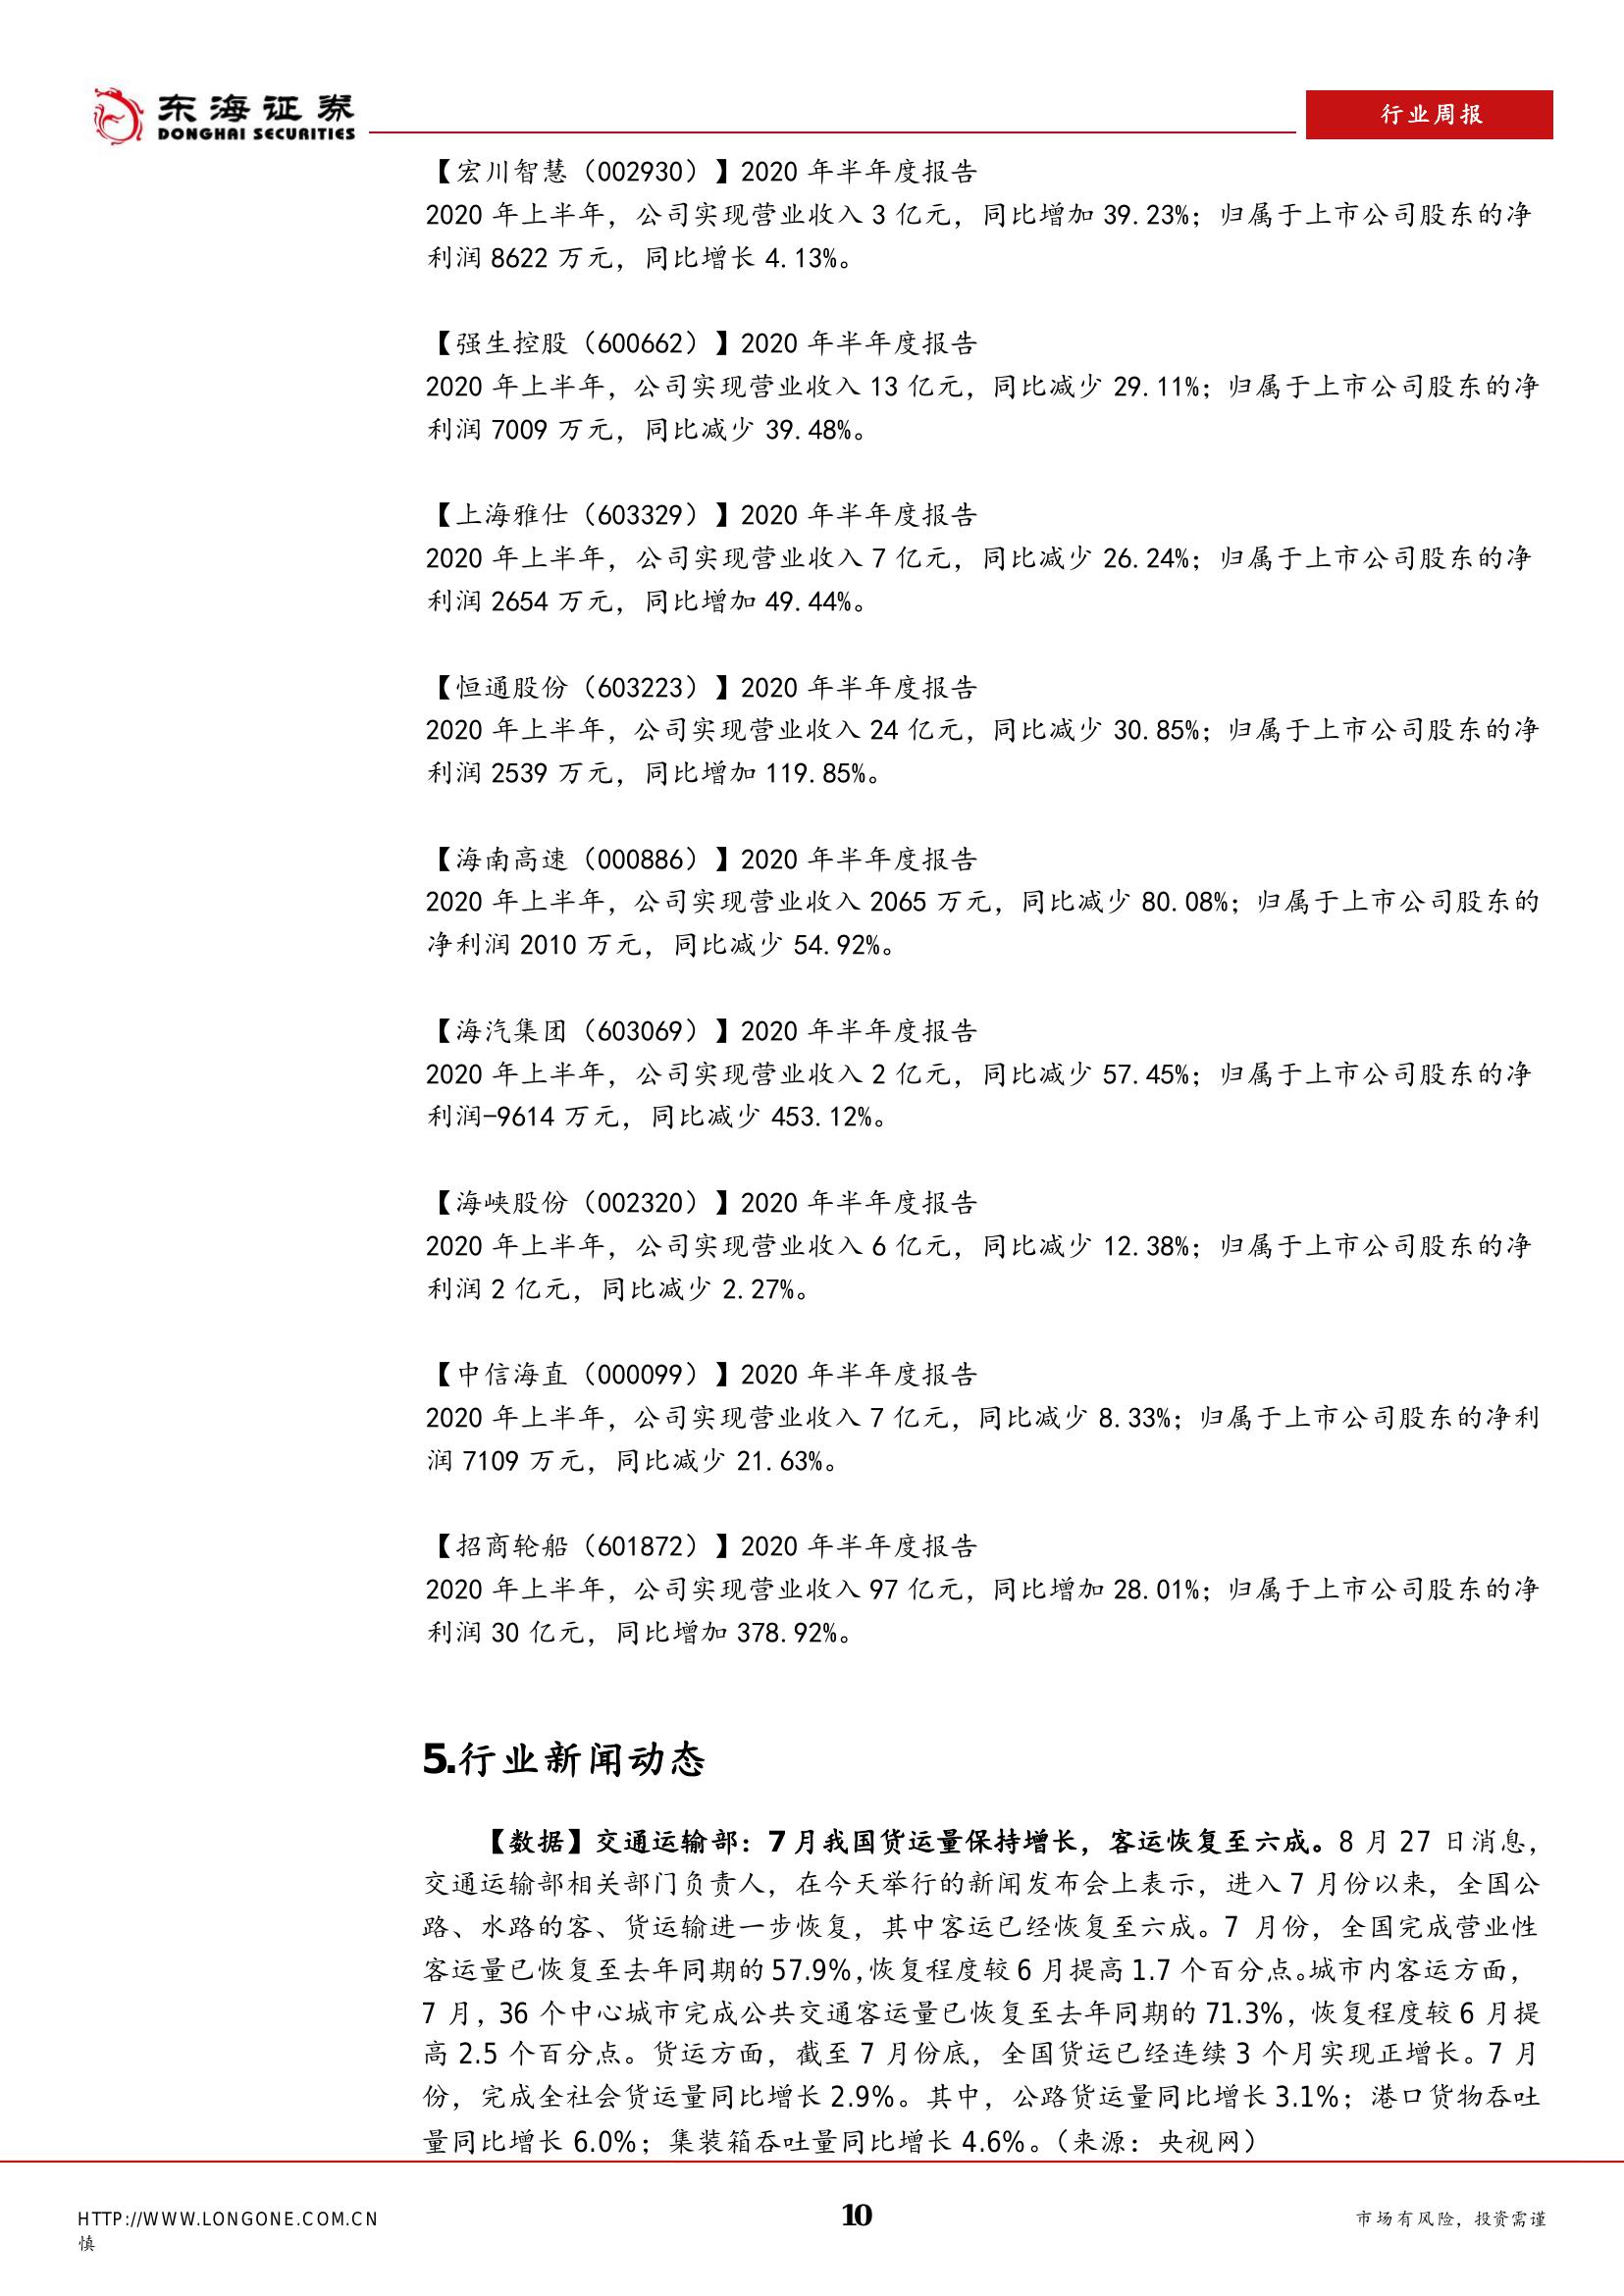 东海证券
DONGHAI SECURITIES
行业周报
【宏川智慧（002930）】2020 年半年度报告
2020 年上半年，公司实现营业收入 3 亿元，同比增加 39.23%；归属于上市公司股东的净
利润 8622 万元，同比增长 4.13%。
【强生控股（600662）】2020 年半年度报告
2020 年上半年，公司实现营业收入 13 亿元，同比减少 29.11%；归属于上市公司股东的净
利润 7009 万元，同比减少 39.48%。
【上海雅仕（603329）】2020 年半年度报告
2020 年上半年，公司实现营业收入 7 亿元，同比减少 26.24%；归属于上市公司股东的净
利润 2654 万元，同比增加 49.44%。
【恒通股份（603223）】2020 年半年度报告
2020 年上半年，公司实现营业收入 24 亿元，同比减少 30.85%；归属于上市公司股东的净
利润 2539 万元，同比增加 119.85%。
【海南高速（000886）】2020 年半年度报告
2020 年上半年，公司实现营业收入 2065 万元，同比减少 80.08%；归属于上市公司股东的
净利润 2010 万元，同比减少 54.92%。
【海汽集团（603069）】2020 年半年度报告
2020 年上半年，公司实现营业收入 2 亿元，同比减少 57.45%；归属于上市公司股东的净
利润-9614 万元，同比减少 453.12%。
【海峡股份（002320）】2020 年半年度报告
2020 年上半年，公司实现营业收入 6 亿元，同比减少 12.38%；归属于上市公司股东的净
利润 2 亿元，同比减少 2.27%。
【中信海直（000099）】2020 年半年度报告
2020 年上半年，公司实现营业收入 7 亿元，同比减少 8.33%；归属于上市公司股东的净利
润 7109 万元，同比减少 21.63%。
【招商轮船（601872）】2020 年半年度报告
2020 年上半年，公司实现营业收入 97 亿元，同比增加 28.01%；归属于上市公司股东的净
利润 30 亿元，同比增加 378.92%。
5.行业新闻动态
【数据】交通运输部：7 月我国货运量保持增长，客运恢复至六成。8 月 27 日消息，
交通运输部相关部门负责人，在今天举行的新闻发布会上表示，进入 7 月份以来，全国公
路、水路的客、货运输进一步恢复，其中客运已经恢复至六成。7 月份，全国完成营业性
客运量已恢复至去年同期的 57.9%,恢复程度较 6 月提高 1.7 个百分点。城市内客运方面，
7 月，36 个中心城市完成公共交通客运量已恢复至去年同期的 71.3%，恢复程度较 6 月提
高 2.5 个百分点。货运方面，截至 7 月份底，全国货运已经连续 3 个月实现正增长。7 月
份，完成全社会货运量同比增长 2.9%。其中，公路货运量同比增长 3.1%；港口货物吞吐
量同比增长 6.0%；集装箱吞吐量同比增长 4.6%。（来源：央视网）
HTTP://WWW.LONGONE.COM.CN
10
市场有风险，投资需谨
慎